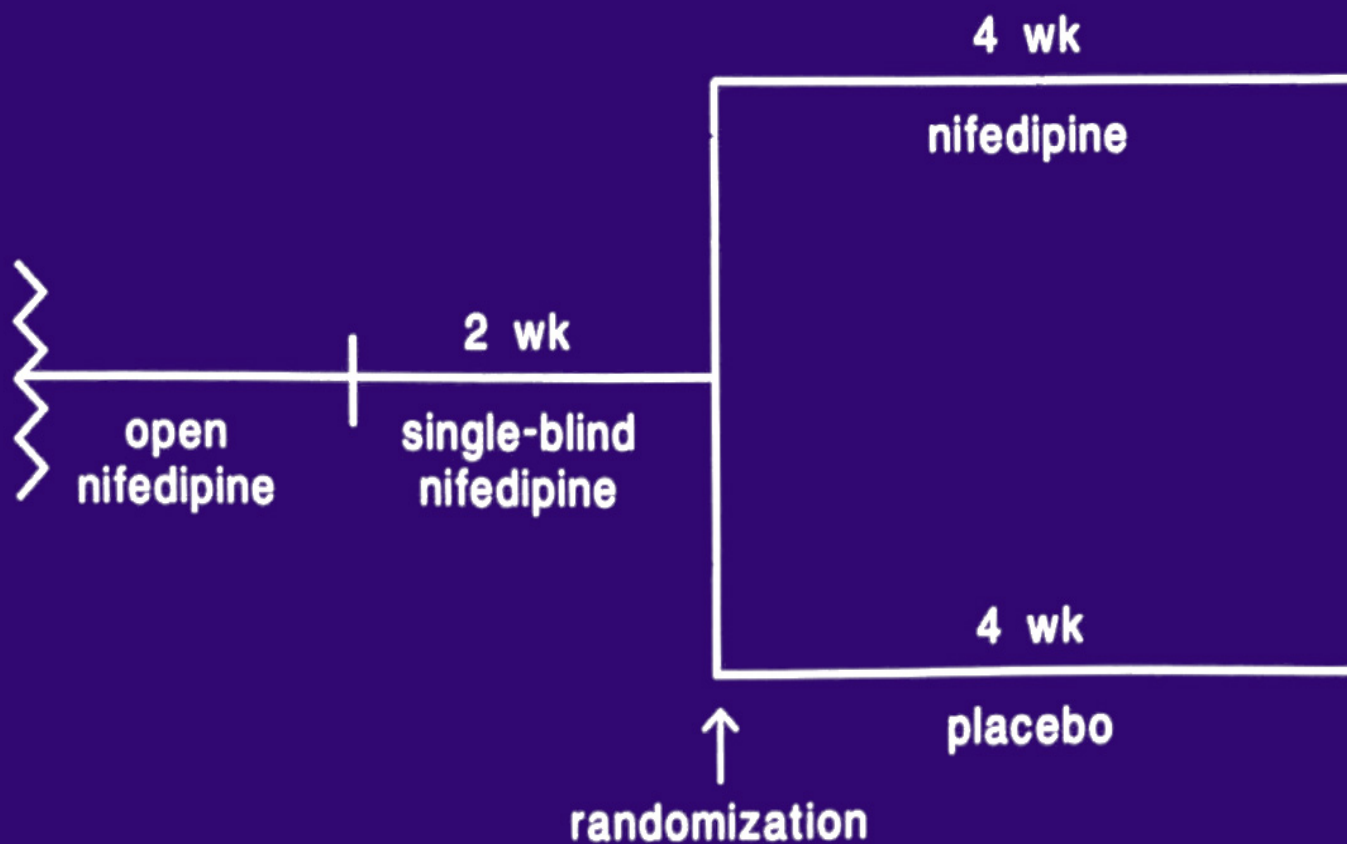 4 wk
nifedipine
2 wk
open
nifedipine
single-blind
nifedipine
4 wk
placebo
randomization